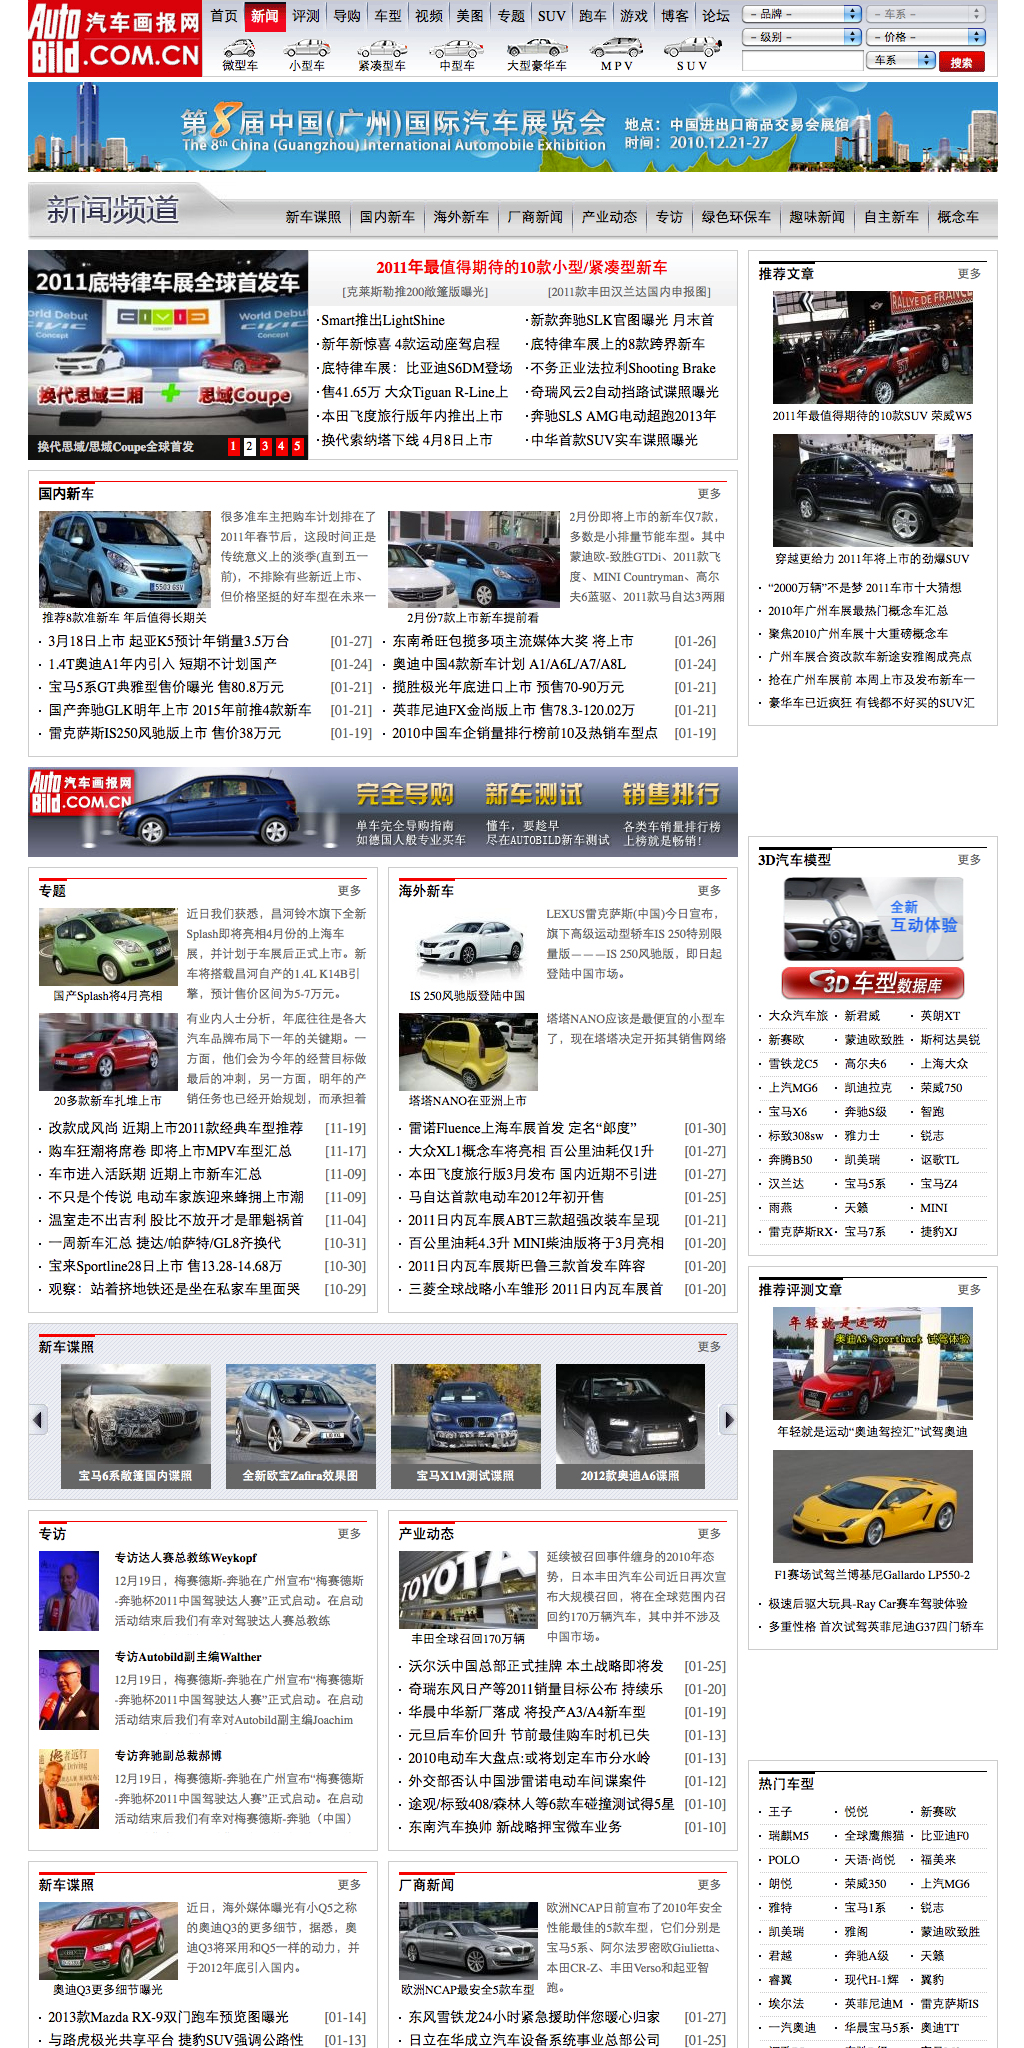 Auto Bild 汽车画报网 .COM.CN
首页 新闻 评测 导购 车型 视频 美图 专题 SUV 跑车 游戏 博客 论坛
微型车 小型车 紧凑型车 中型车 大型豪华车 MPV SUV
- 品牌 - - 车系 -
- 级别 - - 价格 -
车系 搜索
第8届中国(广州)国际汽车展览会
The 8th China (Guangzhou) International Automobile Exhibition
地点：中国进出口商品交易会展馆
时间：2010.12.21-27
新闻频道
新车谍照 国内新车 海外新车 厂商新闻 产业动态 专访 绿色环保车 趣味新闻 自主新车 概念车
2011底特律车展全球首发车
World Debut CIVIC CONCEPT World Debut
换代思域三厢 + 思域Coupe
换代思域/思域Coupe全球首发 1 2 3 4 5
2011年最值得期待的10款小型/紧凑型新车
[克莱斯勒推200敞篷版曝光] [2011款丰田汉兰达国内申报图]
·Smart推出LightShine ·新款奔驰SLK官图曝光 月末首
·新年新惊喜 4款运动座驾启程 ·底特律车展上的8款跨界新车
·底特律车展：比亚迪S6DM登场 ·不务正业法拉利Shooting Brake
·售41.65万 大众Tiguan R-Line上 ·奇瑞风云2自动挡路试谍照曝光
·本田飞度旅行版年内推出上市 ·奔驰SLS AMG电动超跑2013年
·换代索纳塔下线 4月8日上市 ·中华首款SUV实车谍照曝光
国内新车 更多
很多准车主把购车计划排在了
2011年春节后，这段时间正是
传统意义上的淡季(直到五一
前)，不排除有些新近上市、
但价格坚挺的好车型在未来一
推荐8款准新车 年后值得长期关
2月份即将上市的新车仅7款，
多数是小排量节能车型。其中
蒙迪欧-致胜GTDi、2011款飞
度、MINI Countryman、高尔
夫6蓝驱、2011款马自达3两厢
2月份7款上市新车提前看
· 3月18日上市 起亚K5预计年销量3.5万台 [01-27]
· 1.4T奥迪A1年内引入 短期不计划国产 [01-24]
· 宝马5系GT典雅型售价曝光 售80.8万元 [01-21]
· 国产奔驰GLK明年上市 2015年前推4款新车 [01-21]
· 雷克萨斯IS250风驰版上市 售价38万元 [01-19]
· 东南希旺包揽多项主流媒体大奖 将上市 [01-26]
· 奥迪中国4款新车计划 A1/A6L/A7/A8L [01-24]
· 揽胜极光年底进口上市 预售70-90万元 [01-21]
· 英菲尼迪FX金尚版上市 售78.3-120.02万 [01-21]
· 2010中国车企销量排行榜前10及热销车型点 [01-19]
Auto Bild 汽车画报网 .COM.CN
完全导购 新车测试 销售排行
单车完全导购指南 懂车，要趁早 各类车销量排行榜
如德国人般专业买车 尽在AUTOBILD新车测试 上榜就是畅销！
专题 更多
近日我们获悉，昌河铃木旗下全新
Splash即将亮相4月份的上海车
展，并计划于车展后正式上市。新
车将搭载昌河自产的1.4L K14B引
擎，预计售价区间为5-7万元。
国产Splash将4月亮相
有业内人士分析，年底往往是各大
汽车品牌布局下一年的关键期。一
方面，他们会为今年的经营目标做
最后的冲刺，另一方面，明年的产
销任务也已经开始规划，而承担着
20多款新车扎堆上市
· 改款成风尚 近期上市2011款经典车型推荐 [11-19]
· 购车狂潮将席卷 即将上市MPV车型汇总 [11-17]
· 车市进入活跃期 近期上市新车汇总 [11-09]
· 不只是个传说 电动车家族迎来蜂拥上市潮 [11-09]
· 温室走不出吉利 股比不放开才是罪魁祸首 [11-04]
· 一周新车汇总 捷达/帕萨特/GL8齐换代 [10-31]
· 宝来Sportline28日上市 售13.28-14.68万 [10-30]
· 观察：站着挤地铁还是坐在私家车里面哭 [10-29]
海外新车 更多
LEXUS雷克萨斯(中国)今日宣布，
旗下高级运动型轿车IS 250特别限
量版———IS 250风驰版，即日起
登陆中国市场。
IS 250风驰版登陆中国
塔塔NANO应该是最便宜的小型车
了，现在塔塔决定开拓其销售网络
塔塔NANO在亚洲上市
· 雷诺Fluence上海车展首发 定名“郎度” [01-30]
· 大众XL1概念车将亮相 百公里油耗仅1升 [01-27]
· 本田飞度旅行版3月发布 国内近期不引进 [01-27]
· 马自达首款电动车2012年初开售 [01-25]
· 2011日内瓦车展ABT三款超强改装车呈现 [01-21]
· 百公里油耗4.3升 MINI柴油版将于3月亮相 [01-20]
· 2011日内瓦车展斯巴鲁三款首发车阵容 [01-20]
· 三菱全球战略小车雏形 2011日内瓦车展首 [01-20]
新车谍照 更多
宝马6系敞篷国内谍照 全新欧宝Zafira效果图 宝马X1M测试谍照 2012款奥迪A6谍照
专访 更多
专访达人赛总教练Weykopf
12月19日，梅赛德斯-奔驰在广州宣布“梅赛德斯
-奔驰杯2011中国驾驶达人赛”正式启动。在启动
活动结束后我们有幸对驾驶达人赛总教练
专访Autobild副主编Walther
12月19日，梅赛德斯-奔驰在广州宣布“梅赛德斯
-奔驰杯2011中国驾驶达人赛”正式启动。在启动
活动结束后我们有幸对Autobild副主编Joachim
专访奔驰副总裁郝博
12月19日，梅赛德斯-奔驰在广州宣布“梅赛德斯
-奔驰杯2011中国驾驶达人赛”正式启动。在启动
活动结束后我们有幸对梅赛德斯-奔驰（中国）
产业动态 更多
TOYOTA
延续被召回事件缠身的2010年态
势，日本丰田汽车公司近日再次宣
布大规模召回，将在全球范围内召
回约170万辆汽车，其中并不涉及
中国市场。
丰田全球召回170万辆
· 沃尔沃中国总部正式挂牌 本土战略即将发 [01-25]
· 奇瑞东风日产等2011销量目标公布 持续乐 [01-20]
· 华晨中华新厂落成 将投产A3/A4新车型 [01-19]
· 元旦后车价回升 节前最佳购车时机已失 [01-13]
· 2010电动车大盘点:或将划定车市分水岭 [01-13]
· 外交部否认中国涉雷诺电动车间谍案件 [01-12]
· 途观/标致408/森林人等6款车碰撞测试得5星 [01-10]
· 东南汽车换帅 新战略押宝微车业务 [01-10]
新车谍照 更多
近日，海外媒体曝光有小Q5之称
的奥迪Q3的更多细节，据悉，奥
迪Q3将采用和Q5一样的动力，并
于2012年底引入国内。
奥迪Q3更多细节曝光
· 2013款Mazda RX-9双门跑车预览图曝光 [01-14]
· 与路虎极光共享平台 捷豹SUV强调公路性 [01-13]
厂商新闻 更多
欧洲NCAP日前宣布了2010年安全
性能最佳的5款车型，它们分别是
宝马5系、阿尔法罗密欧Giulietta、
本田CR-Z、丰田Verso和起亚智
跑。
欧洲NCAP最安全5款车型
· 东风雪铁龙24小时紧急援助伴您暖心归家 [01-27]
· 日立在华成立汽车设备系统事业总部公司 [01-25]
推荐文章 更多
RALLYE DE FRANCE
2011年最值得期待的10款SUV 荣威W5
穿越更给力 2011年将上市的劲爆SUV
· “2000万辆”不是梦 2011车市十大猜想
· 2010年广州车展最热门概念车汇总
· 聚焦2010广州车展十大重磅概念车
· 广州车展合资改款车新途安雅阁成亮点
· 抢在广州车展前 本周上市及发布新车一
· 豪华车已近疯狂 有钱都不好买的SUV汇
3D汽车模型 更多
全新
互动体验
3D车型数据库
· 大众汽车旅 · 新君威 · 英朗XT
· 新赛欧 · 蒙迪欧致胜 · 斯柯达昊锐
· 雪铁龙C5 · 高尔夫6 · 上海大众
· 上汽MG6 · 凯迪拉克 · 荣威750
· 宝马X6 · 奔驰S级 · 智跑
· 标致308sw · 雅力士 · 锐志
· 奔腾B50 · 凯美瑞 · 讴歌TL
· 汉兰达 · 宝马5系 · 宝马Z4
· 雨燕 · 天籁 · MINI
· 雷克萨斯RX · 宝马7系 · 捷豹XJ
推荐评测文章 更多
年轻就是运动
奥迪A3 Sportback 试驾体验
年轻就是运动“奥迪驾控汇”试驾奥迪
F1赛场试驾兰博基尼Gallardo LP550-2
· 极速后驱大玩具-Ray Car赛车驾驶体验
· 多重性格 首次试驾英菲尼迪G37四门轿车
热门车型
· 王子 · 悦悦 · 新赛欧
· 瑞麒M5 · 全球鹰熊猫 · 比亚迪F0
· POLO · 天语·尚悦 · 福美来
· 朗悦 · 荣威350 · 上汽MG6
· 雅特 · 宝马1系 · 锐志
· 凯美瑞 · 雅阁 · 蒙迪欧致胜
· 君越 · 奔驰A级 · 天籁
· 睿翼 · 现代H-1辉 · 翼豹
· 埃尔法 · 英菲尼迪M · 雷克萨斯IS
· 一汽奥迪 · 华晨宝马5系 · 奥迪TT